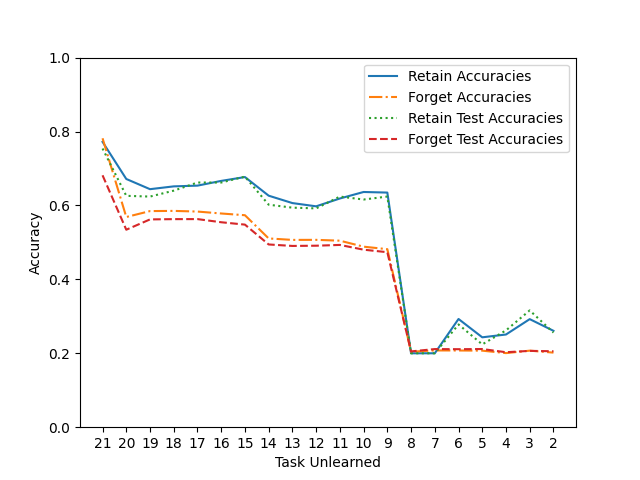 1.0
0.8
0.6
0.4
0.2
0.0
Accuracy
Retain Accuracies
Forget Accuracies
Retain Test Accuracies
Forget Test Accuracies
21 20 19 18 17 16 15 14 13 12 11 10 9 8 7 6 5 4 3 2
Task Unlearned